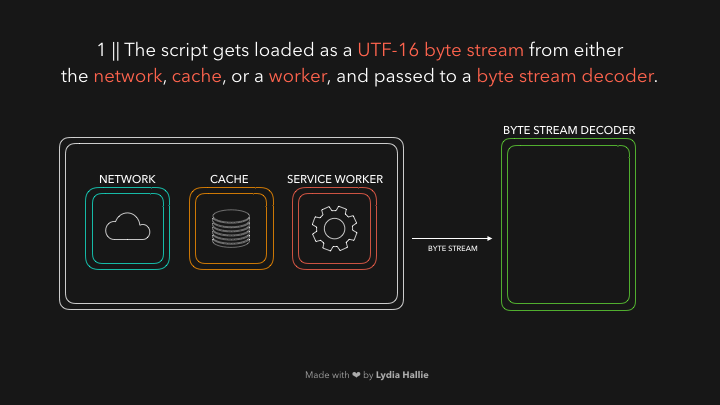 1 || The script gets loaded as a UTF-16 byte stream from either
the network, cache, or a worker, and passed to a byte stream decoder.
BYTE STREAM DECODER
NETWORK
CACHE
SERVICE WORKER
BYTE STREAM
Made with ❤ by Lydia Hallie